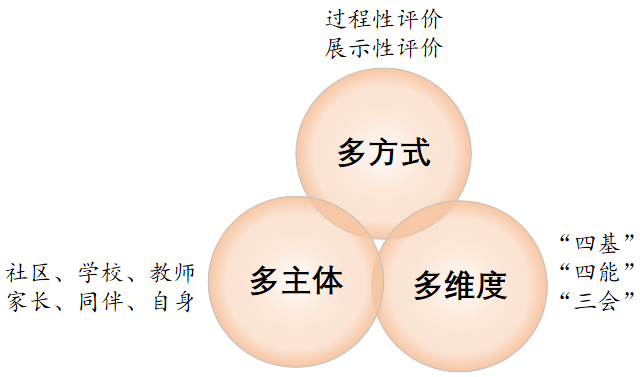 过程性评价
展示性评价
多方式
多主体
多维度
社区、学校、教师
家长、同伴、自身
“四基”
“四能”
“三会”